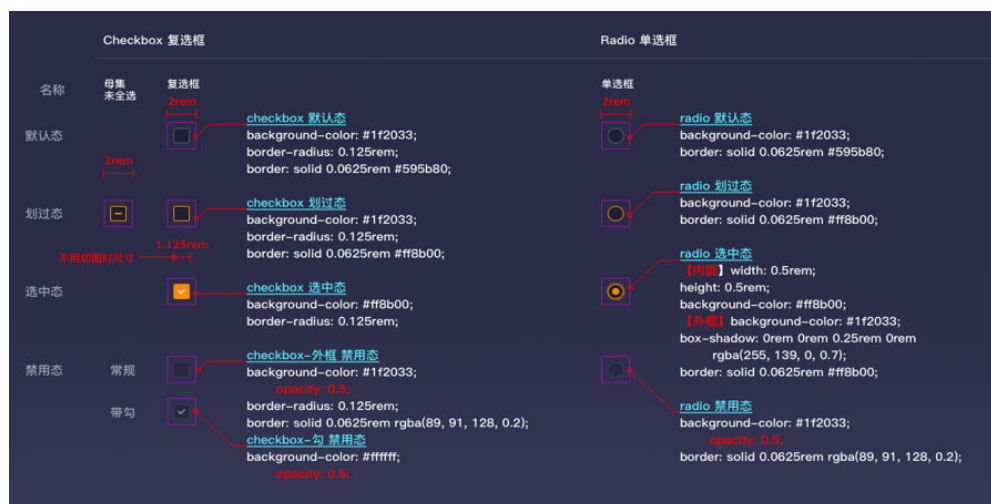 Checkbox 复选框
Radio 单选框
名称
母集
未全选
复选框
2rem
单选框
2rem
默认态
checkbox 默认态
background-color: #1f2033;
border-radius: 0.125rem;
border: solid 0.0625rem #595b80;
radio 默认态
background-color: #1f2033;
border: solid 0.0625rem #595b80;
2rem
划过态
checkbox 划过态
background-color: #1f2033;
border-radius: 0.125rem;
border: solid 0.0625rem #ff8b00;
radio 划过态
background-color: #1f2033;
border: solid 0.0625rem #ff8b00;
1.125rem
不用切图时尺寸
选中态
checkbox 选中态
background-color: #ff8b00;
border-radius: 0.125rem;
radio 选中态
【内圆】width: 0.5rem;
height: 0.5rem;
background-color: #ff8b00;
【外框】background-color: #1f2033;
box-shadow: 0rem 0rem 0.25rem 0rem
rgba(255, 139, 0, 0.7);
border: solid 0.0625rem #ff8b00;
禁用态
常规
checkbox-外框 禁用态
background-color: #1f2033;
opacity: 0.5;
border-radius: 0.125rem;
border: solid 0.0625rem rgba(89, 91, 128, 0.2);
带勾
checkbox-勾 禁用态
background-color: #ffffff;
opacity: 0.5;
radio 禁用态
background-color: #1f2033;
opacity: 0.5;
border: solid 0.0625rem rgba(89, 91, 128, 0.2);